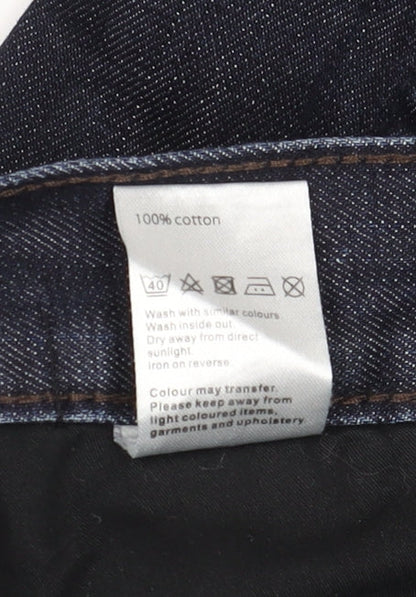 100% cotton
40
Wash with similar colours.
Wash inside out.
Dry away from direct
sunlight.
Iron on reverse.
Colour may transfer.
Please keep away from
light coloured items,
garments and upholstery